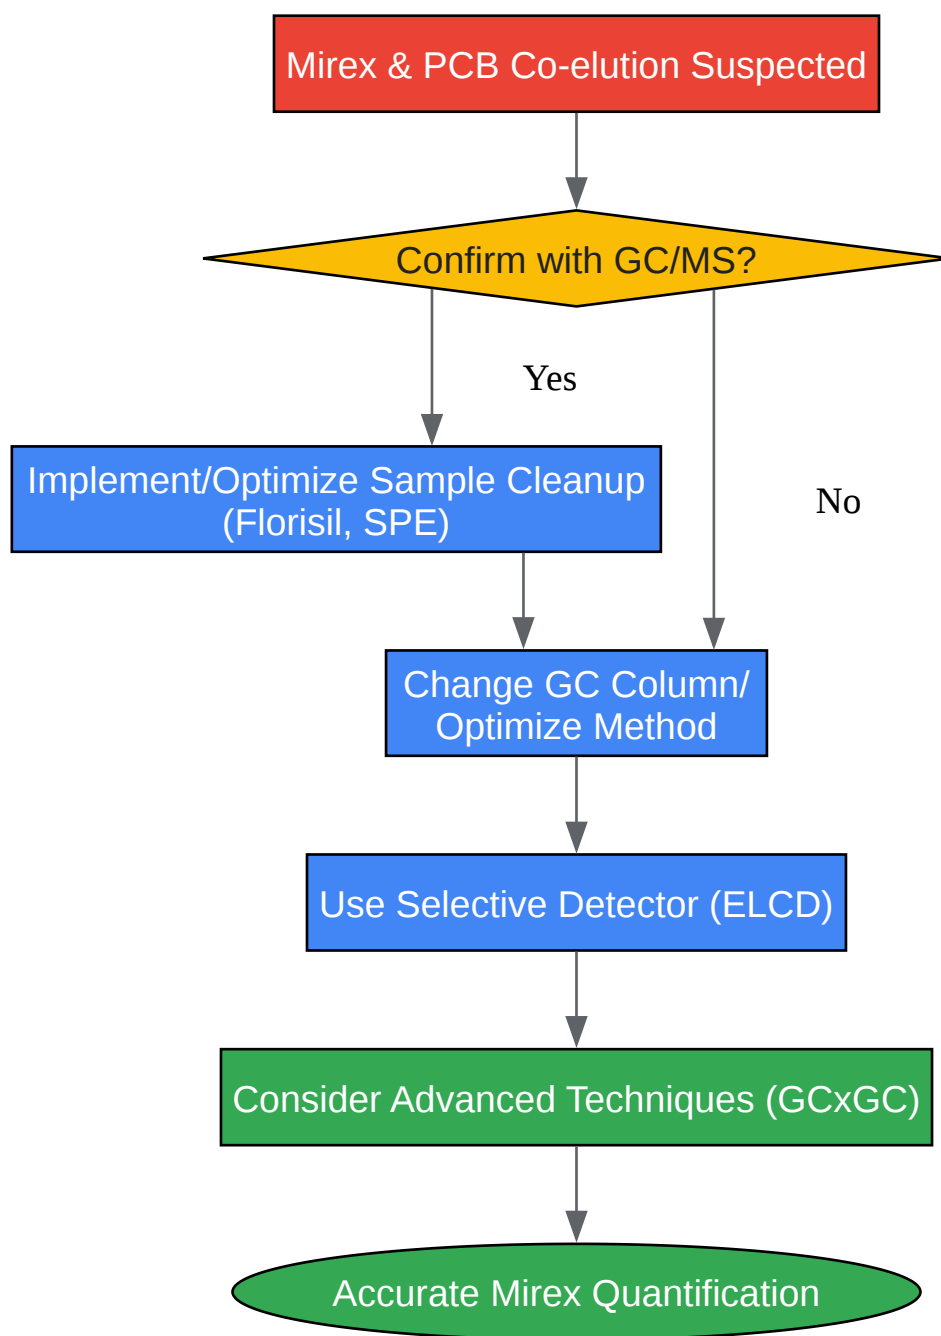 Mirex & PCB Co-elution Suspected
Confirm with GC/MS?
Yes
Implement/Optimize Sample Cleanup
(Florisil, SPE)
No
Change GC Column/
Optimize Method
Use Selective Detector (ELCD)
Consider Advanced Techniques (GCxGC)
Accurate Mirex Quantification